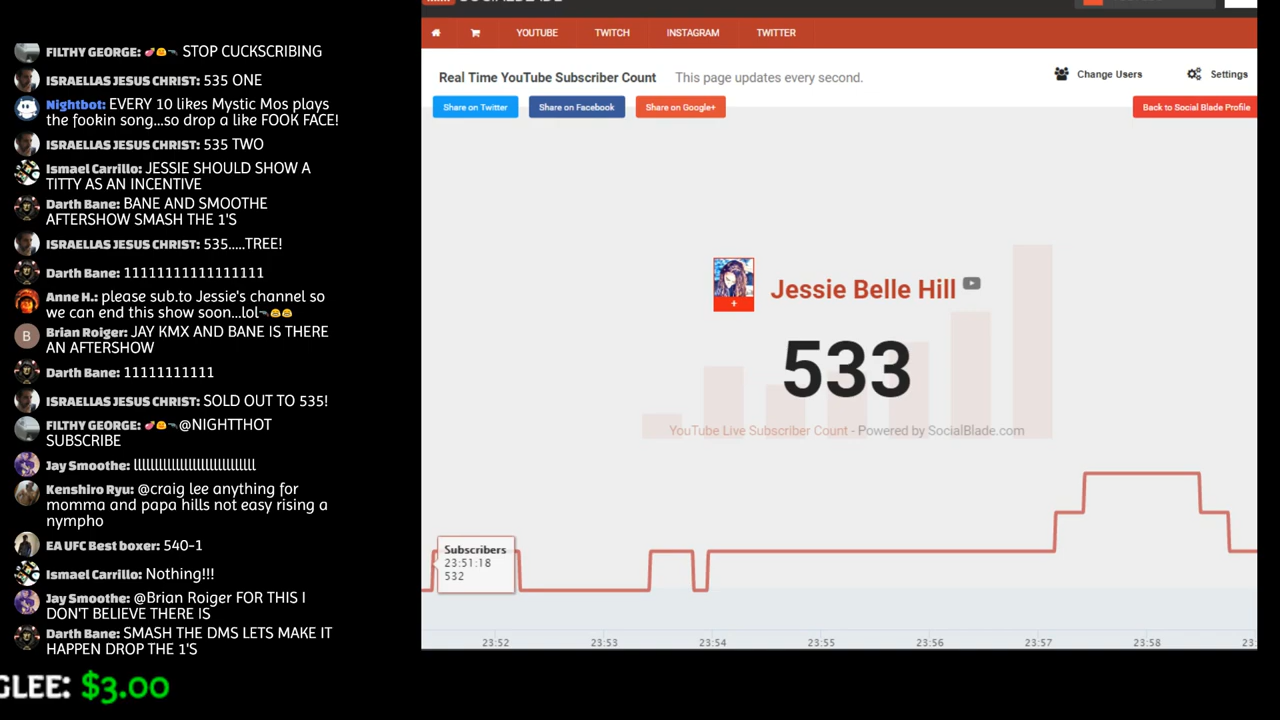 FILTHY GEORGE: STOP CUCKSCRIBING
ISRAELLAS JESUS CHRIST: 535 ONE
Nightbot: EVERY 10 likes Mystic Mos plays
the fookin song...so drop a like FOOK FACE!
ISRAELLAS JESUS CHRIST: 535 TWO
Ismael Carrillo: JESSIE SHOULD SHOW A
TITTY AS AN INCENTIVE
Darth Bane: BANE AND SMOOTHE
AFTERSHOW SMASH THE 1'S
ISRAELLAS JESUS CHRIST: 535.....TREE!
Darth Bane: 11111111111111111
Anne H.: please sub.to Jessie's channel so
we can end this show soon...lol
Brian Roiger: JAY KMX AND BANE IS THERE
AN AFTERSHOW
Darth Bane: 11111111111
ISRAELLAS JESUS CHRIST: SOLD OUT TO 535!
FILTHY GEORGE: @NIGHTTHOT
SUBSCRIBE
Jay Smoothe: llllllllllllllllllllllllllllll
Kenshiro Ryu: @craig lee anything for
momma and papa hills not easy rising a
nympho
EA UFC Best boxer: 540-1
Ismael Carrillo: Nothing!!!
Jay Smoothe: @Brian Roiger FOR THIS I
DON'T BELIEVE THERE IS
Darth Bane: SMASH THE DMS LETS MAKE IT
HAPPEN DROP THE 1'S
GLEE: $3.00
YOUTUBE TWITCH INSTAGRAM TWITTER
Real Time YouTube Subscriber Count This page updates every second.
Change Users Settings
Share on Twitter Share on Facebook Share on Google+ Back to Social Blade Profile
Jessie Belle Hill
533
YouTube Live Subscriber Count - Powered by SocialBlade.com
Subscribers
23:51:18
532
23:52 23:53 23:54 23:55 23:56 23:57 23:58 23: